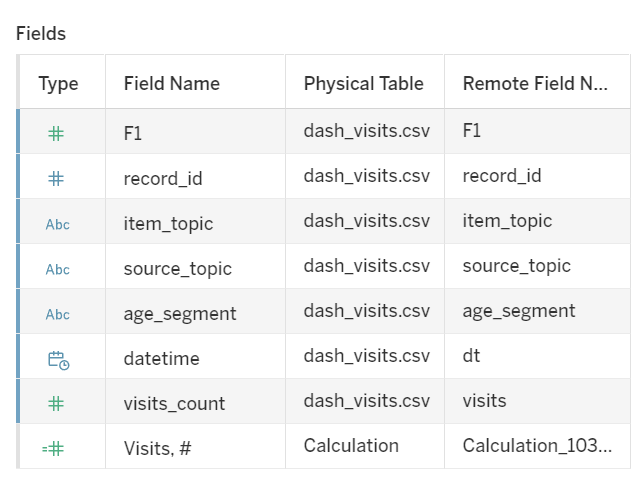 Fields
Type Field Name Physical Table Remote Field N...
# F1 dash_visits.csv F1
# record_id dash_visits.csv record_id
Abc item_topic dash_visits.csv item_topic
Abc source_topic dash_visits.csv source_topic
Abc age_segment dash_visits.csv age_segment
datetime dash_visits.csv dt
# visits_count dash_visits.csv visits
=# Visits, # Calculation Calculation_103...